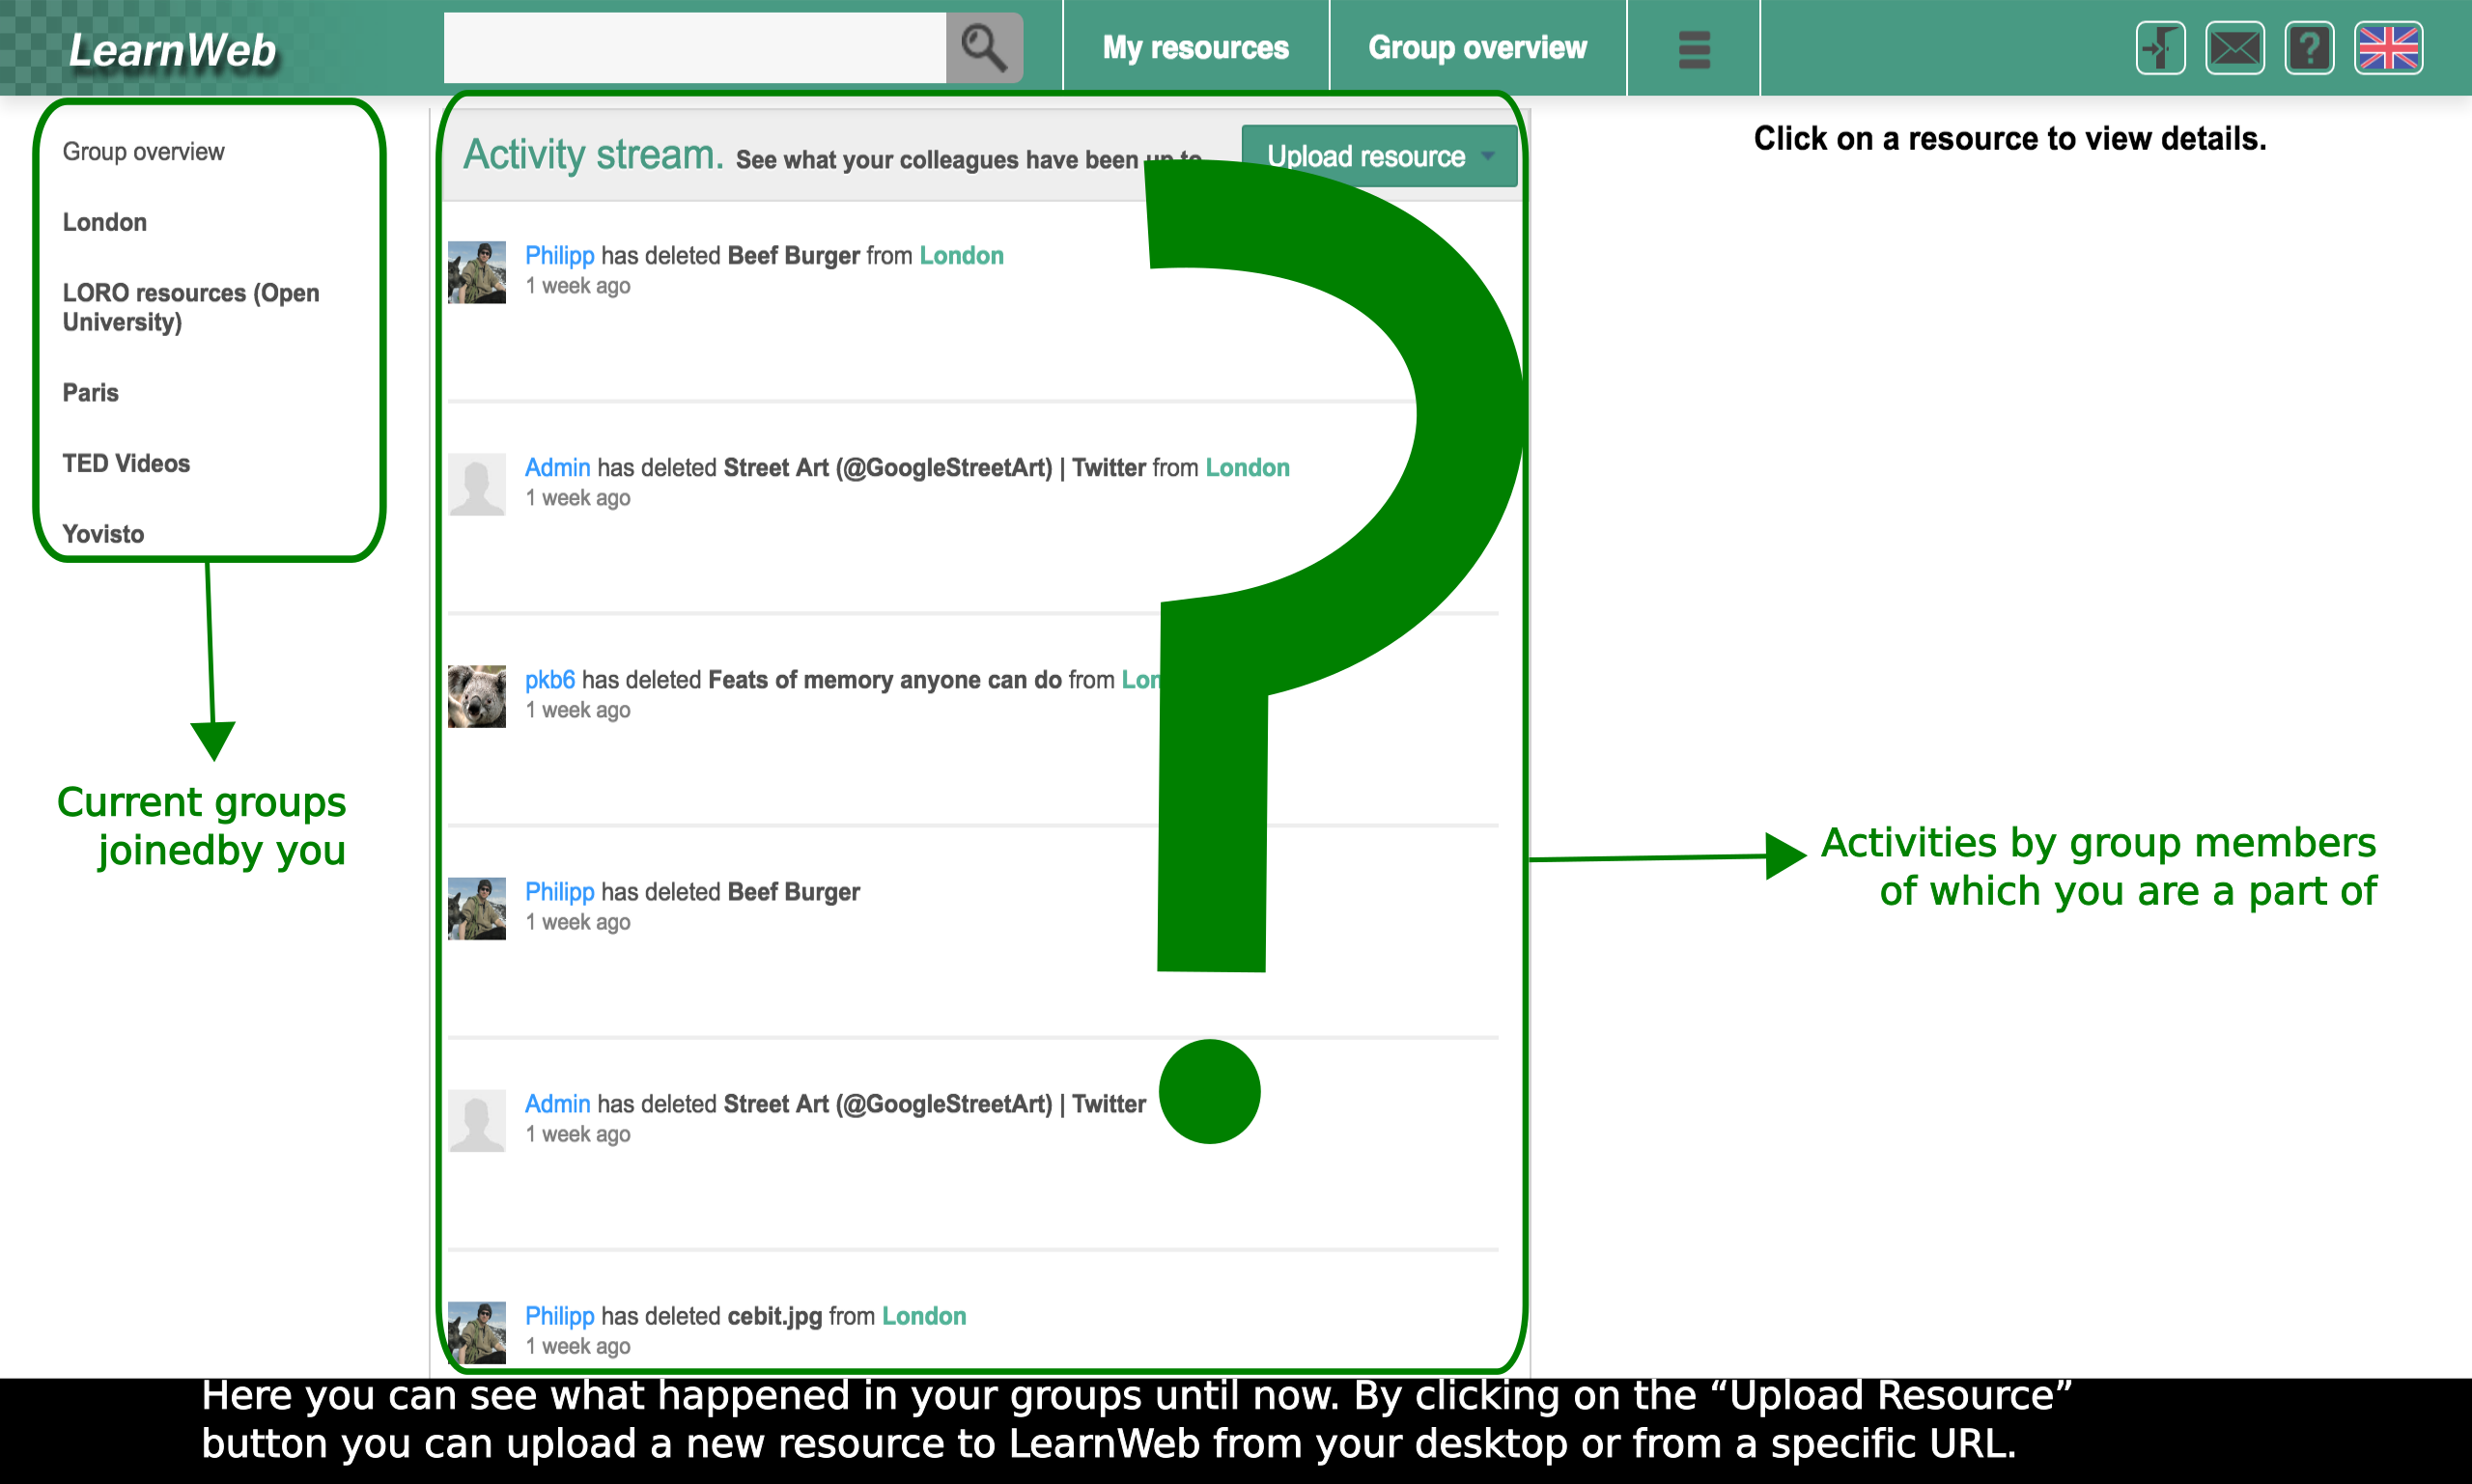 LearnWeb
My resources
Group overview
Group overview
London
LORO resources (Open
University)
Paris
TED Videos
Yovisto
Current groups
joinedby you
Activity stream. See what your colleagues have been up to
Upload resource
Philipp has deleted Beef Burger from London
1 week ago
Admin has deleted Street Art (@GoogleStreetArt) | Twitter from London
1 week ago
pkb6 has deleted Feats of memory anyone can do from Lon
1 week ago
Philipp has deleted Beef Burger
1 week ago
Admin has deleted Street Art (@GoogleStreetArt) | Twitter
1 week ago
Philipp has deleted cebit.jpg from London
1 week ago
?
Click on a resource to view details.
Activities by group members
of which you are a part of
Here you can see what happened in your groups until now. By clicking on the “Upload Resource”
button you can upload a new resource to LearnWeb from your desktop or from a specific URL.